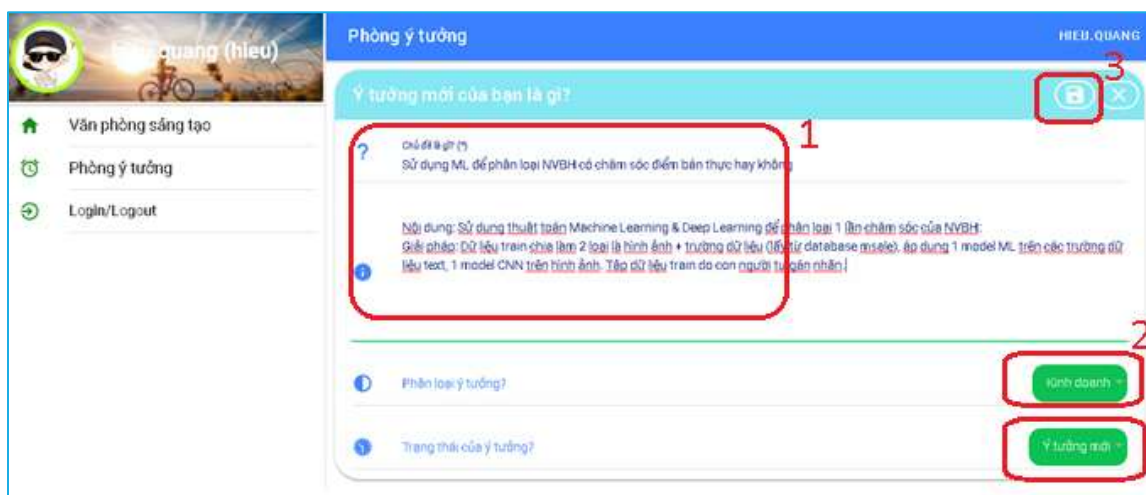 quang (hieu)
Văn phòng sáng tạo
Phòng ý tưởng
Login/Logout
Phòng ý tưởng
HIEU.QUANG
Ý tưởng mới của bạn là gì?
3
1
Chủ đề là gì? (*)
Sử dụng ML để phân loại NVBH có chăm sóc điểm bán thực hay không
Nội dung: Sử dụng thuật toán Machine Learning & Deep Learning để phân loại 1 lần chăm sóc của NVBH:
Giải pháp: Dữ liệu train chia làm 2 loại là hình ảnh + trường dữ liệu (lấy từ database msale), áp dụng 1 model ML trên các trường dữ
liệu text, 1 model CNN trên hình ảnh. Tập dữ liệu train do con người tự gán nhãn.
2
Phân loại ý tưởng?
Kinh doanh
Trạng thái của ý tưởng?
Ý tưởng mới